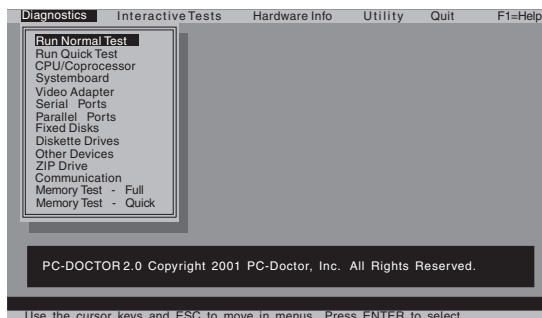 Diagnostics Interactive Tests Hardware Info Utility Quit F1=Help
Run Normal Test
Run Quick Test
CPU/Coprocessor
Systemboard
Video Adapter
Serial Ports
Parallel Ports
Fixed Disks
Diskette Drives
Other Devices
ZIP Drive
Communication
Memory Test - Full
Memory Test - Quick
PC-DOCTOR 2.0 Copyright 2001 PC-Doctor, Inc. All Rights Reserved.
Use the cursor keys and ESC to move in menus. Press ENTER to select.